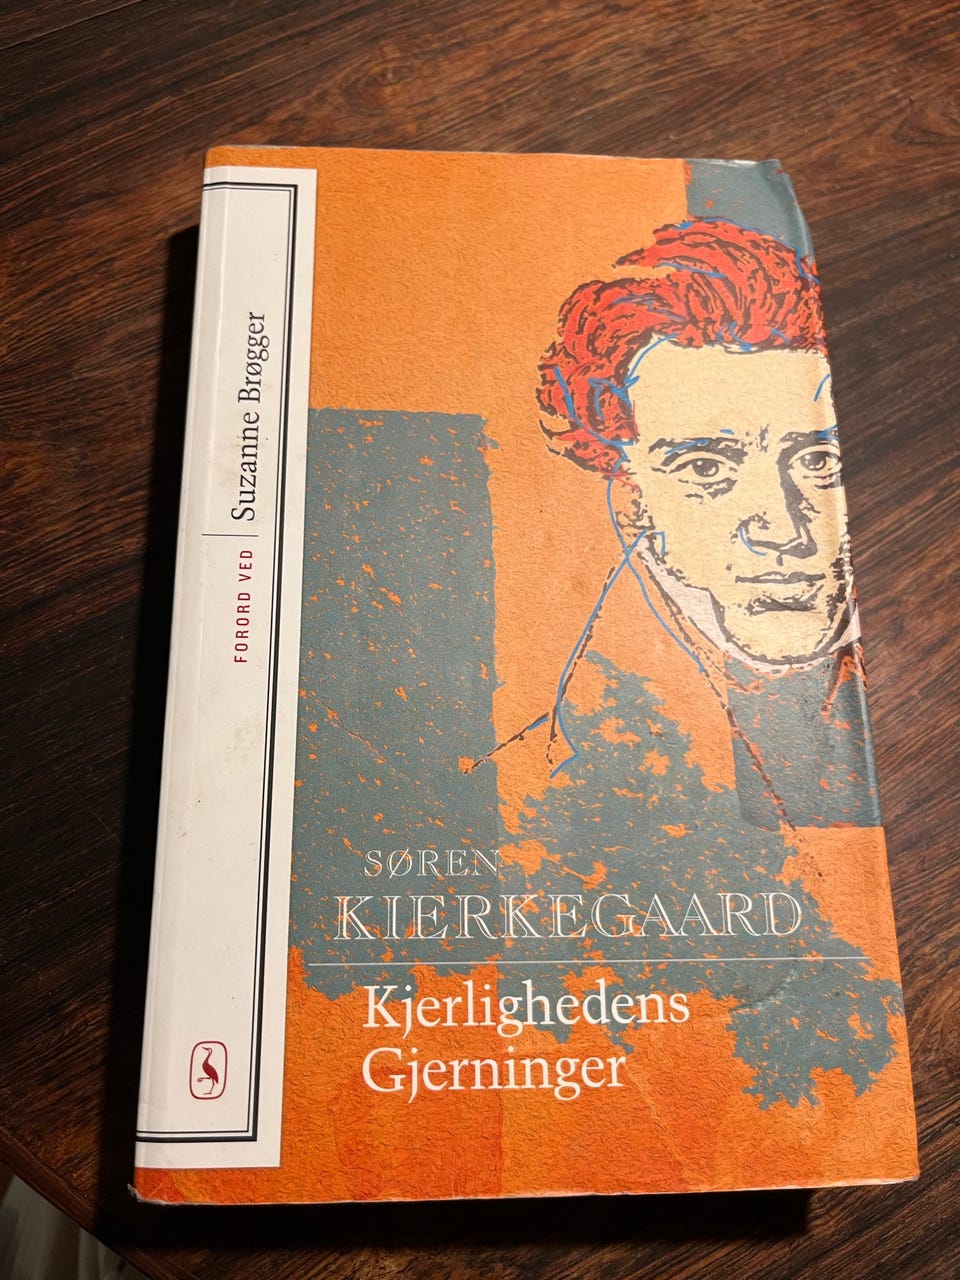 FORORD VED | Suzanne Brøgger
SØREN
KIERKEGAARD
Kjerlighedens
Gjerninger